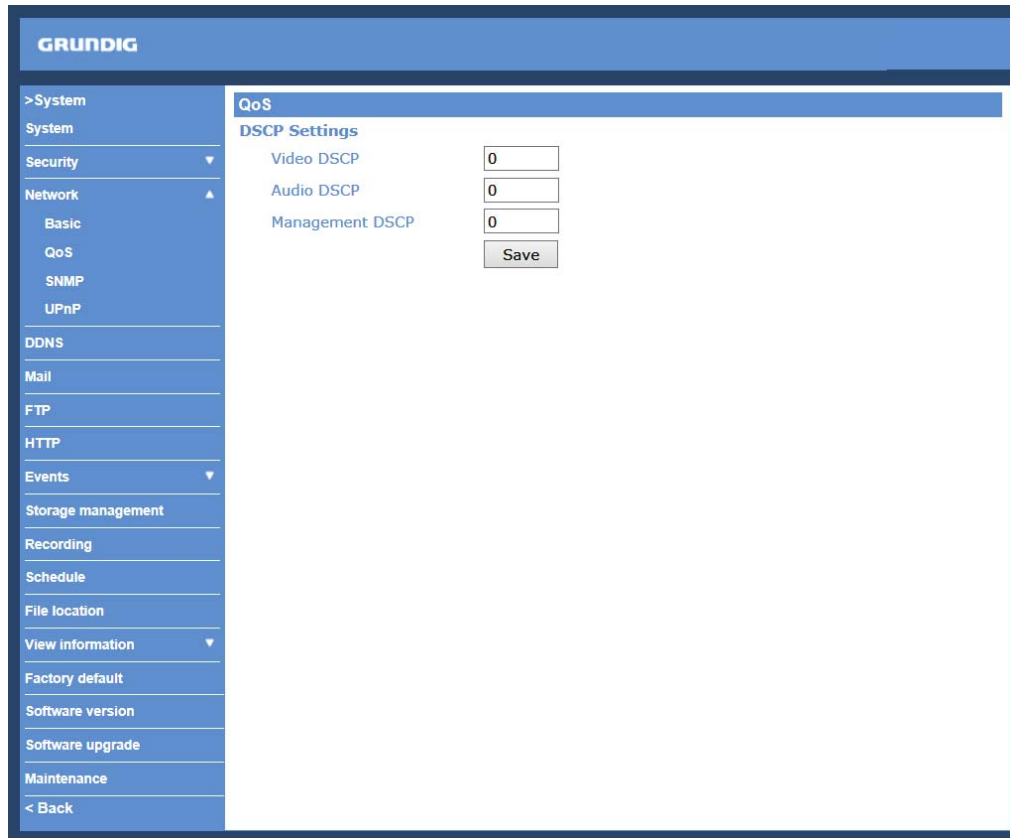 GRUNDIG
>System
System
Security
Network
Basic
QoS
SNMP
UPnP
DDNS
Mail
FTP
HTTP
Events
Storage management
Recording
Schedule
File location
View information
Factory default
Software version
Software upgrade
Maintenance
< Back
QoS
DSCP Settings
Video DSCP 0
Audio DSCP 0
Management DSCP 0
Save